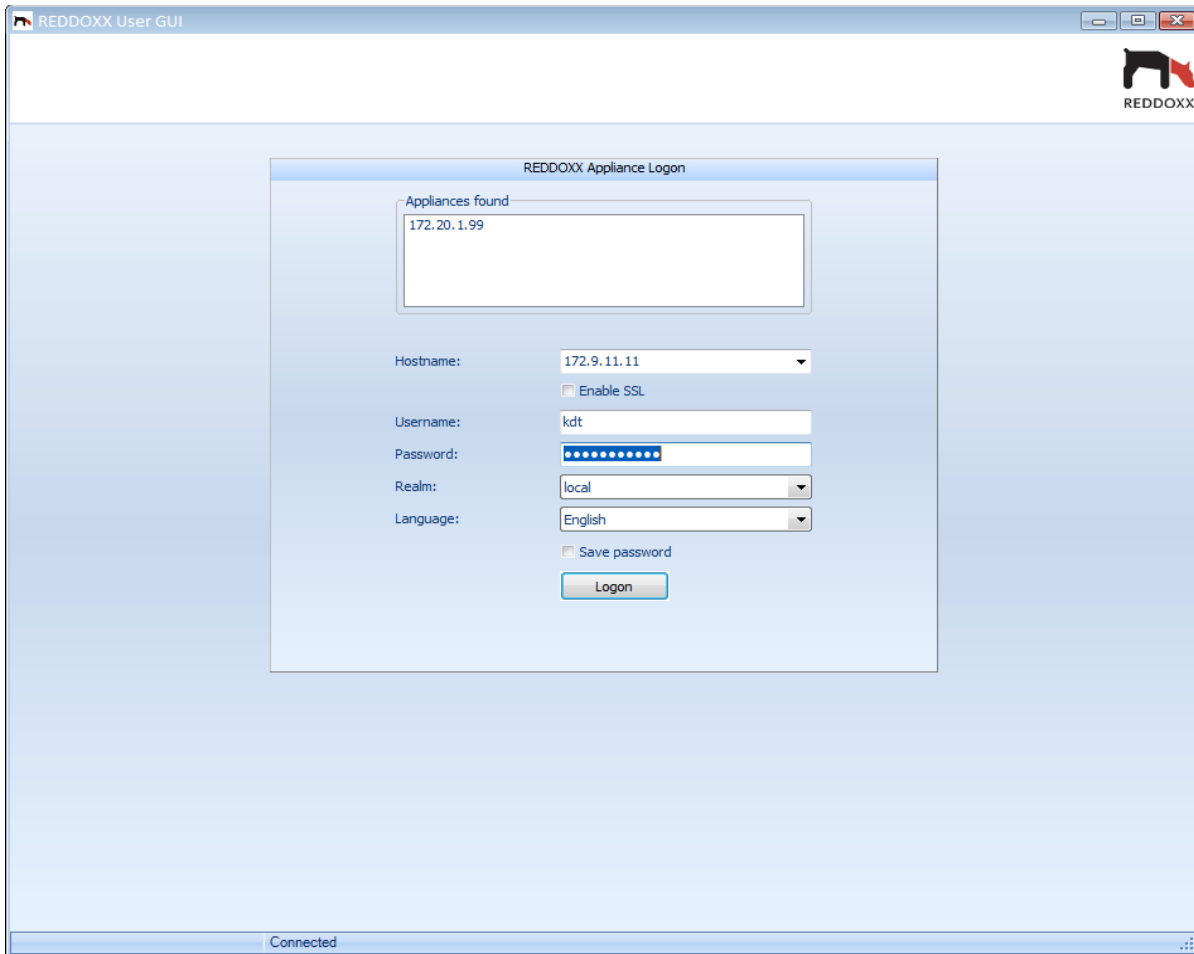 REDDOXX User GUI
REDDOXX
REDDOXX Appliance Logon
Appliances found
172.20.1.99
Hostname: 172.9.11.11
Enable SSL
Username: kdt
Password: ●●●●●●●●●●●
Realm: local
Language: English
Save password
Logon
Connected